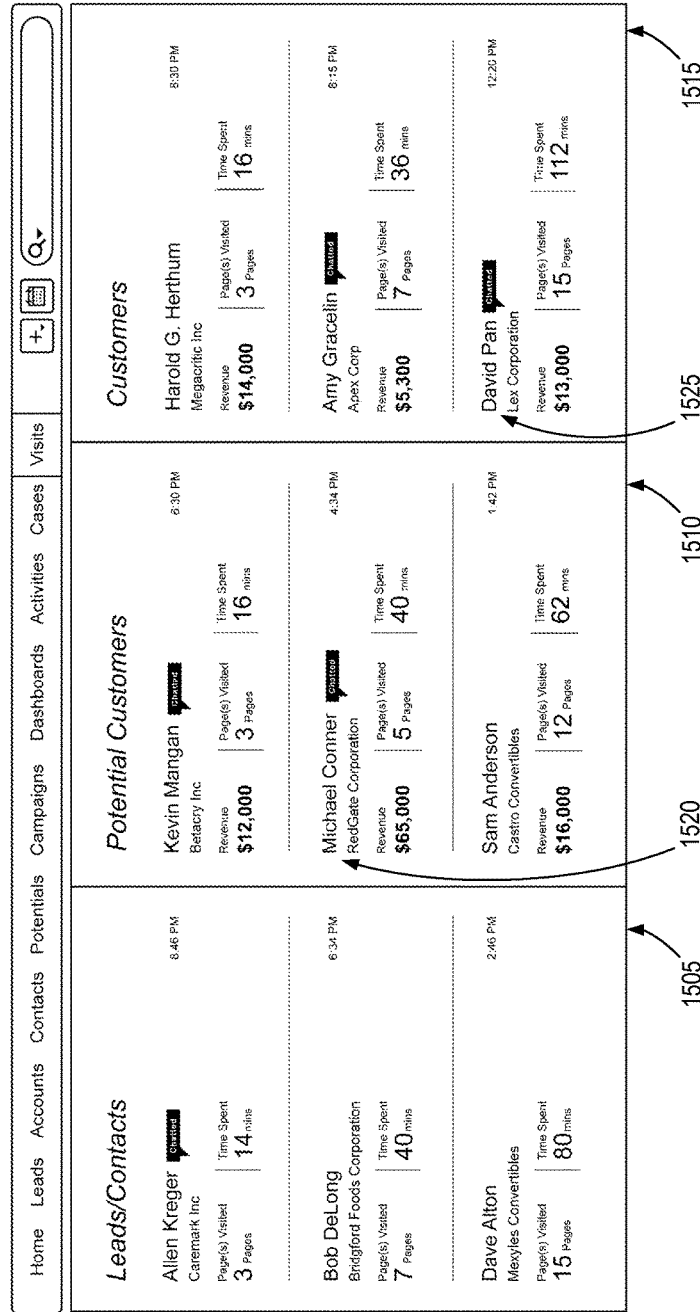 Home Leads Accounts Contacts Potentials Campaigns Dashboards Activities Cases Visits
Leads/Contacts
Allen Kreger Chatted 8:46 PM
Caremark Inc
Page(s) Visited Time Spent
3 Pages 14 mins
Bob DeLong 6:34 PM
Bridgford Foods Corporation
Page(s) Visited Time Spent
7 Pages 40 mins
Dave Alton 2:46 PM
Mexyles Convertibles
Page(s) Visited Time Spent
15 Pages 80 mins
Potential Customers
Kevin Mangan Chatted 6:30 PM
Betacry Inc
Revenue Page(s) Visited Time Spent
$12,000 3 Pages 16 mins
Michael Conner Chatted 4:34 PM
RedGate Corporation
Revenue Page(s) Visited Time Spent
$65,000 5 Pages 40 mins
Sam Anderson 1:42 PM
Castro Convertibles
Revenue Page(s) Visited Time Spent
$16,000 12 Pages 62 mins
Customers
Harold G. Herthum 8:30 PM
Megacritic Inc
Revenue Page(s) Visited Time Spent
$14,000 3 Pages 16 mins
Amy Gracelin Chatted 8:15 PM
Apex Corp
Revenue Page(s) Visited Time Spent
$5,300 7 Pages 36 mins
David Pan Chatted 12:20 PM
Lex Corporation
Revenue Page(s) Visited Time Spent
$13,000 15 Pages 112 mins
1505
1520
1510
1525
1515